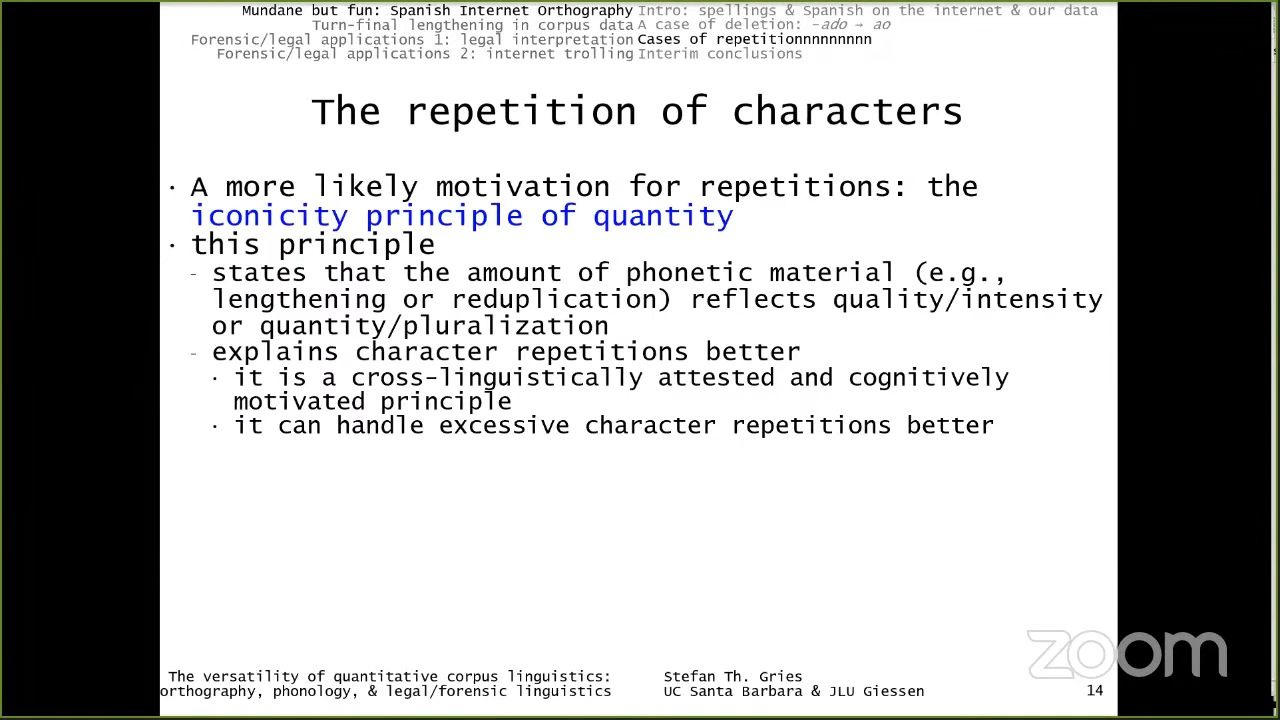 Mundane but fun: Spanish Internet Orthography Intro: spellings & Spanish on the internet & our data
Turn-final lengthening in corpus data A case of deletion: -ado → ao
Forensic/legal applications 1: legal interpretation Cases of repetitionnnnnnnnn
Forensic/legal applications 2: internet trolling Interim conclusions
The repetition of characters
· A more likely motivation for repetitions: the
iconicity principle of quantity
· this principle
- states that the amount of phonetic material (e.g.,
lengthening or reduplication) reflects quality/intensity
or quantity/pluralization
- explains character repetitions better
· it is a cross-linguistically attested and cognitively
motivated principle
· it can handle excessive character repetitions better
zoom
The versatility of quantitative corpus linguistics: Stefan Th. Gries
orthography, phonology, & legal/forensic linguistics UC Santa Barbara & JLU Giessen 14